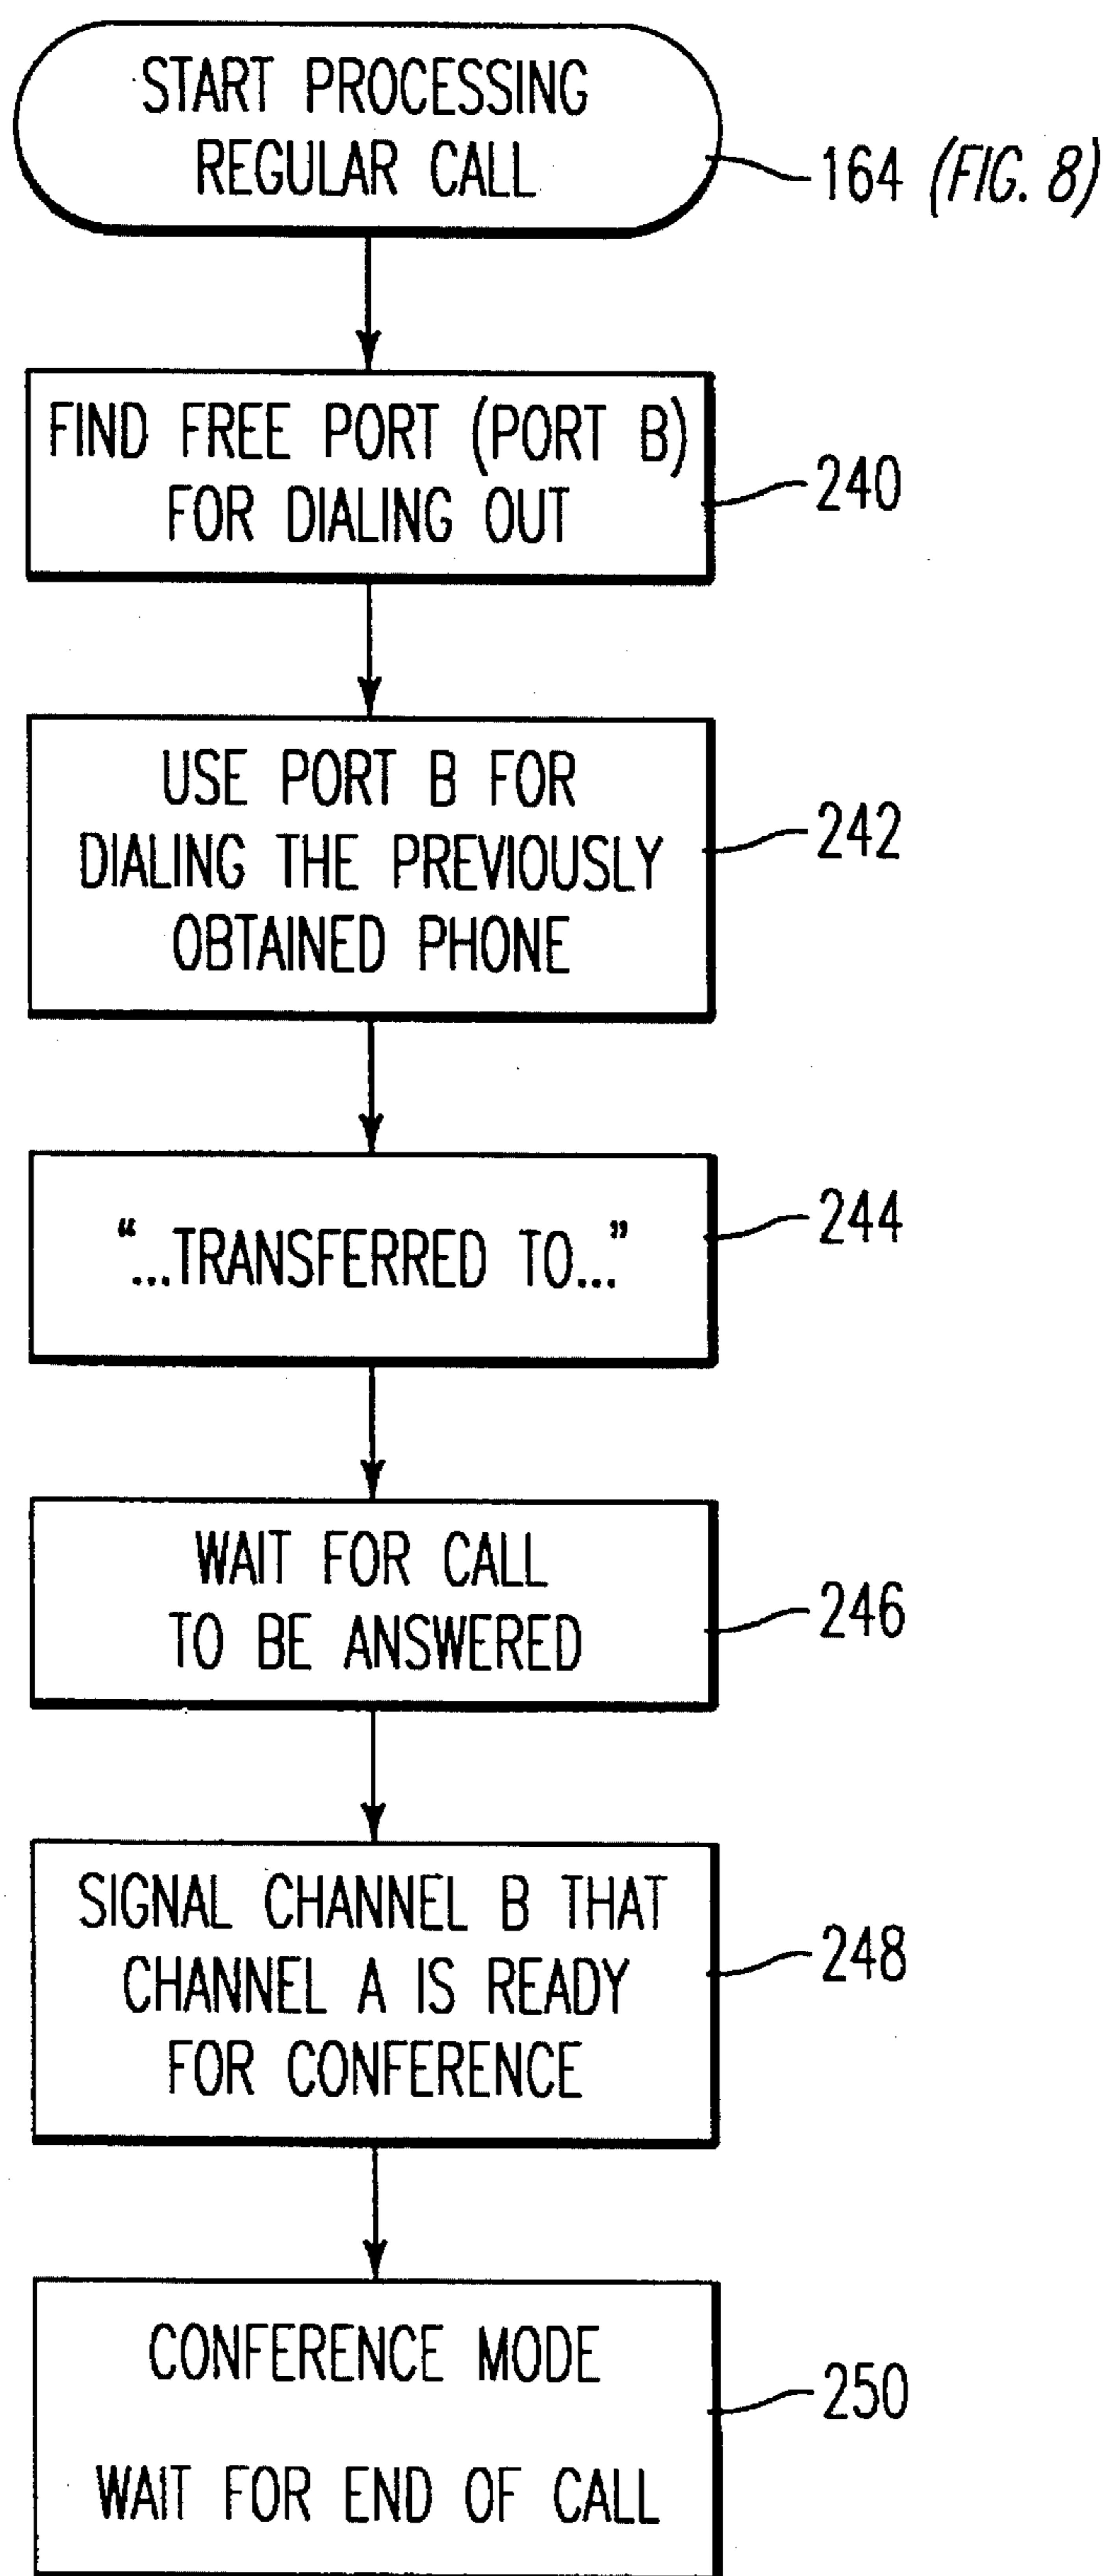 START PROCESSING
REGULAR CALL
164 (FIG. 8)
FIND FREE PORT (PORT B)
FOR DIALING OUT
240
USE PORT B FOR
DIALING THE PREVIOUSLY
OBTAINED PHONE
242
"...TRANSFERRED TO..."
244
WAIT FOR CALL
TO BE ANSWERED
246
SIGNAL CHANNEL B THAT
CHANNEL A IS READY
FOR CONFERENCE
248
CONFERENCE MODE
WAIT FOR END OF CALL
250